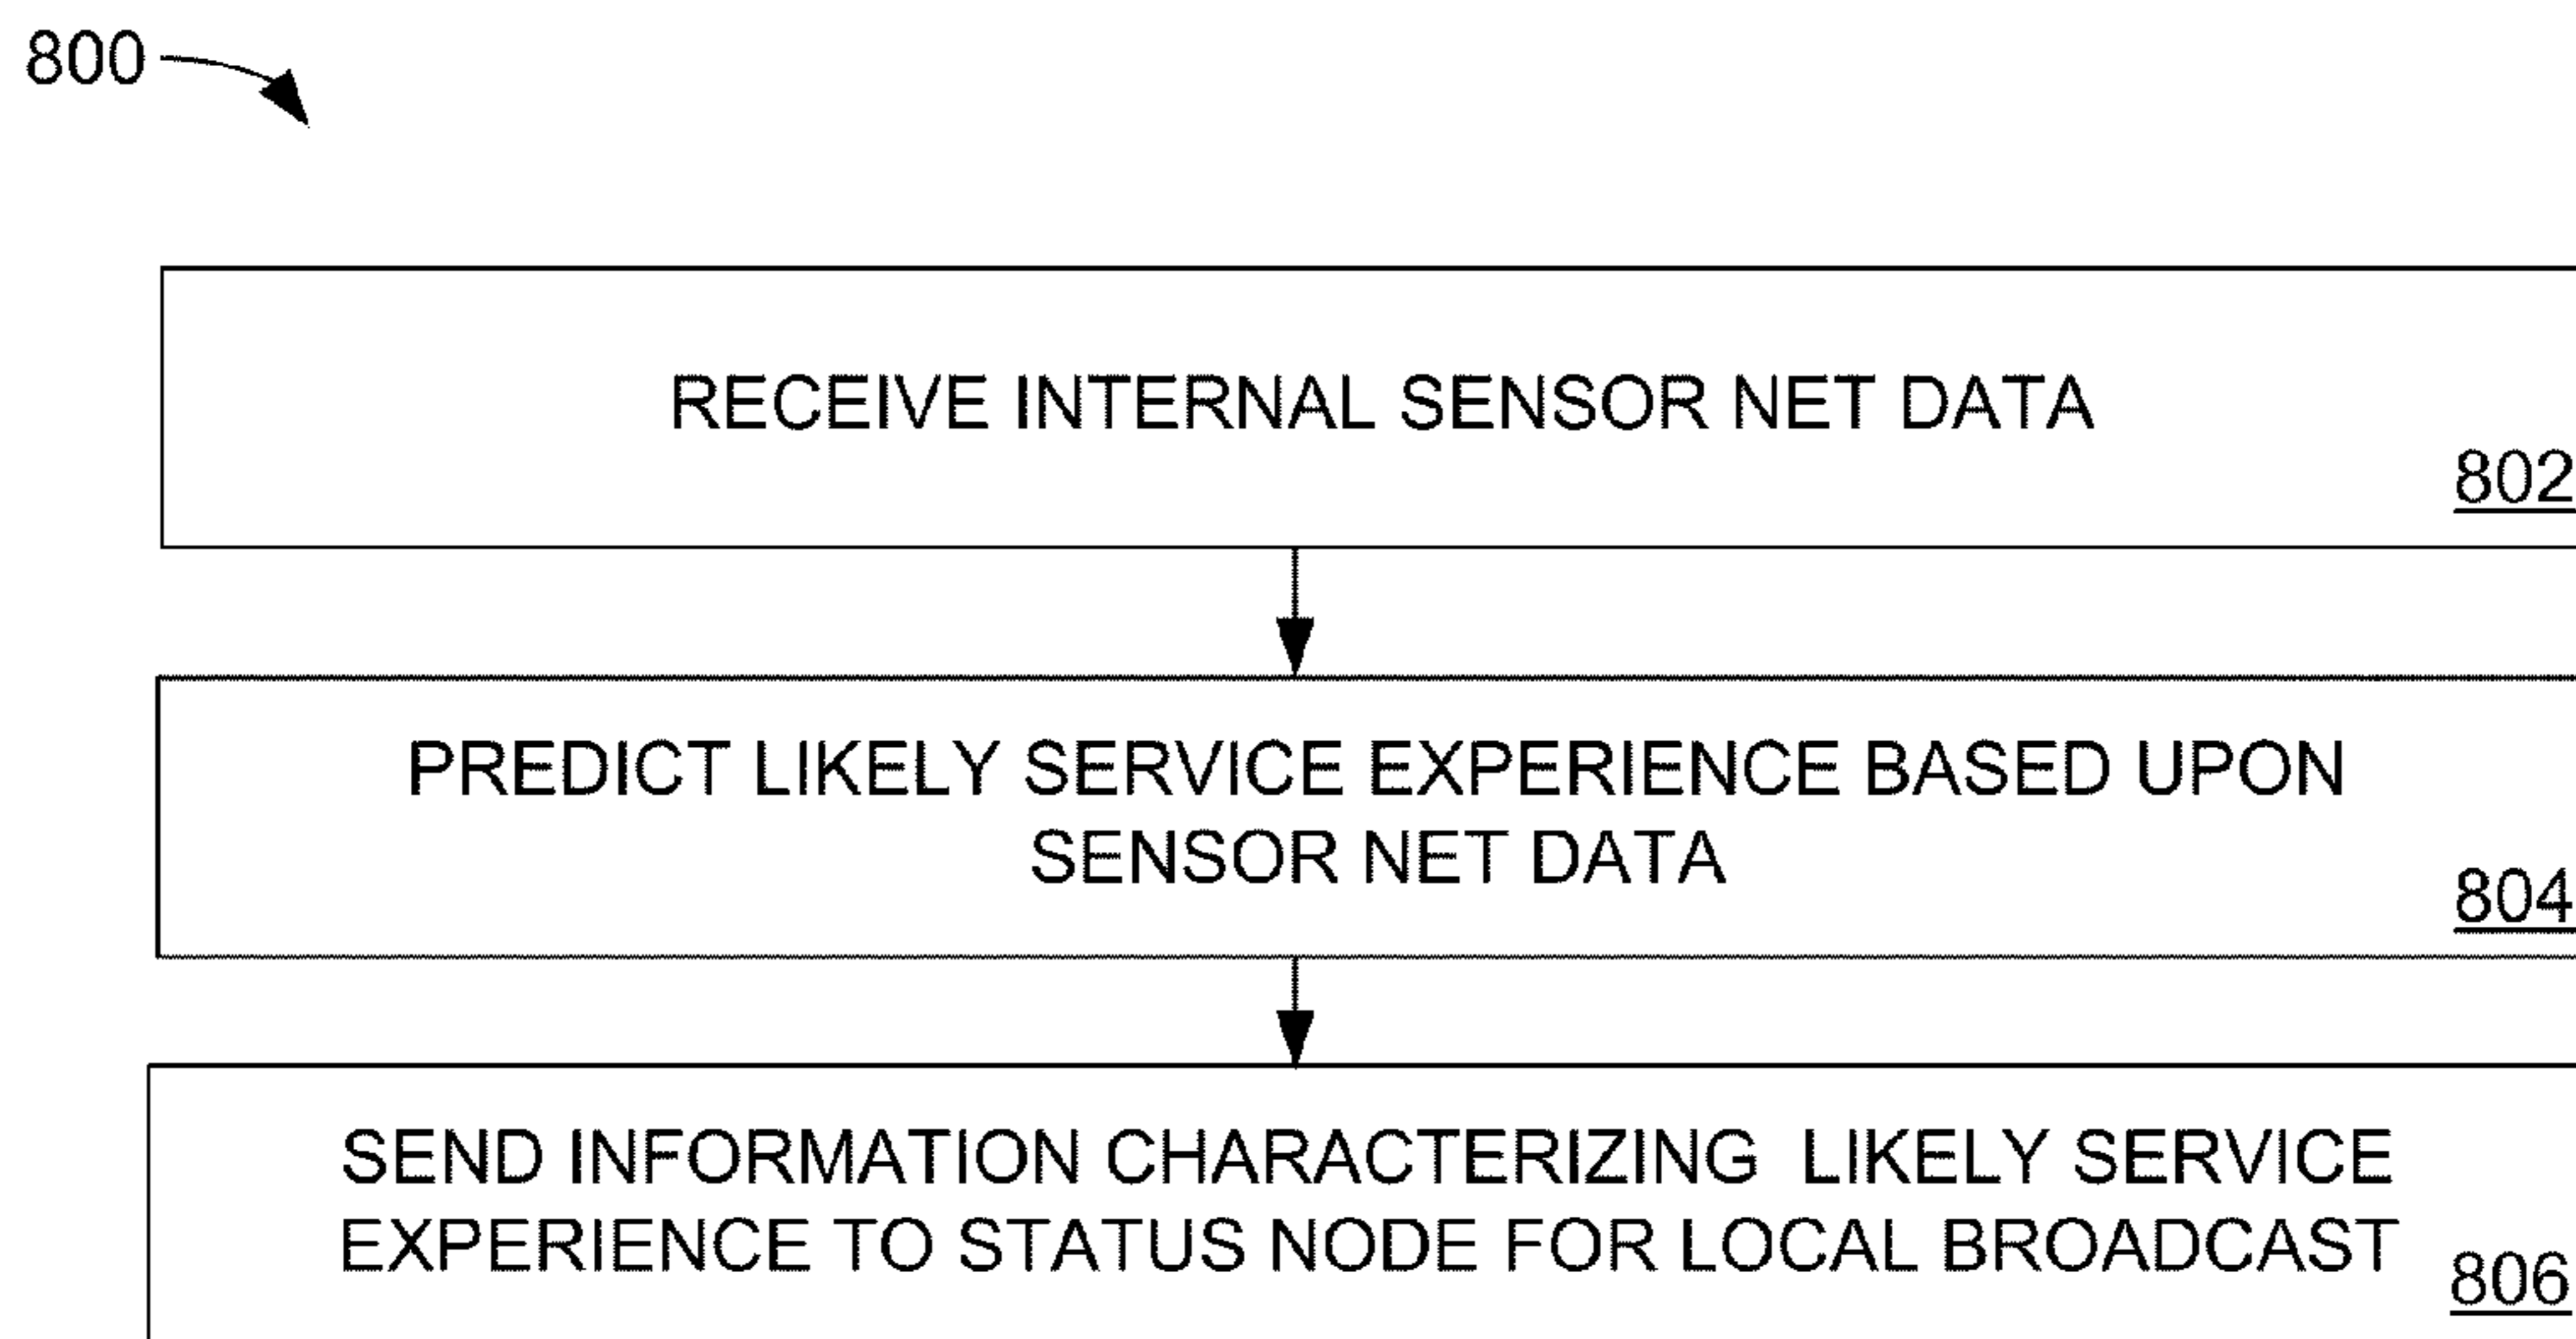 800
RECEIVE INTERNAL SENSOR NET DATA
802
PREDICT LIKELY SERVICE EXPERIENCE BASED UPON
SENSOR NET DATA
804
SEND INFORMATION CHARACTERIZING LIKELY SERVICE
EXPERIENCE TO STATUS NODE FOR LOCAL BROADCAST
806